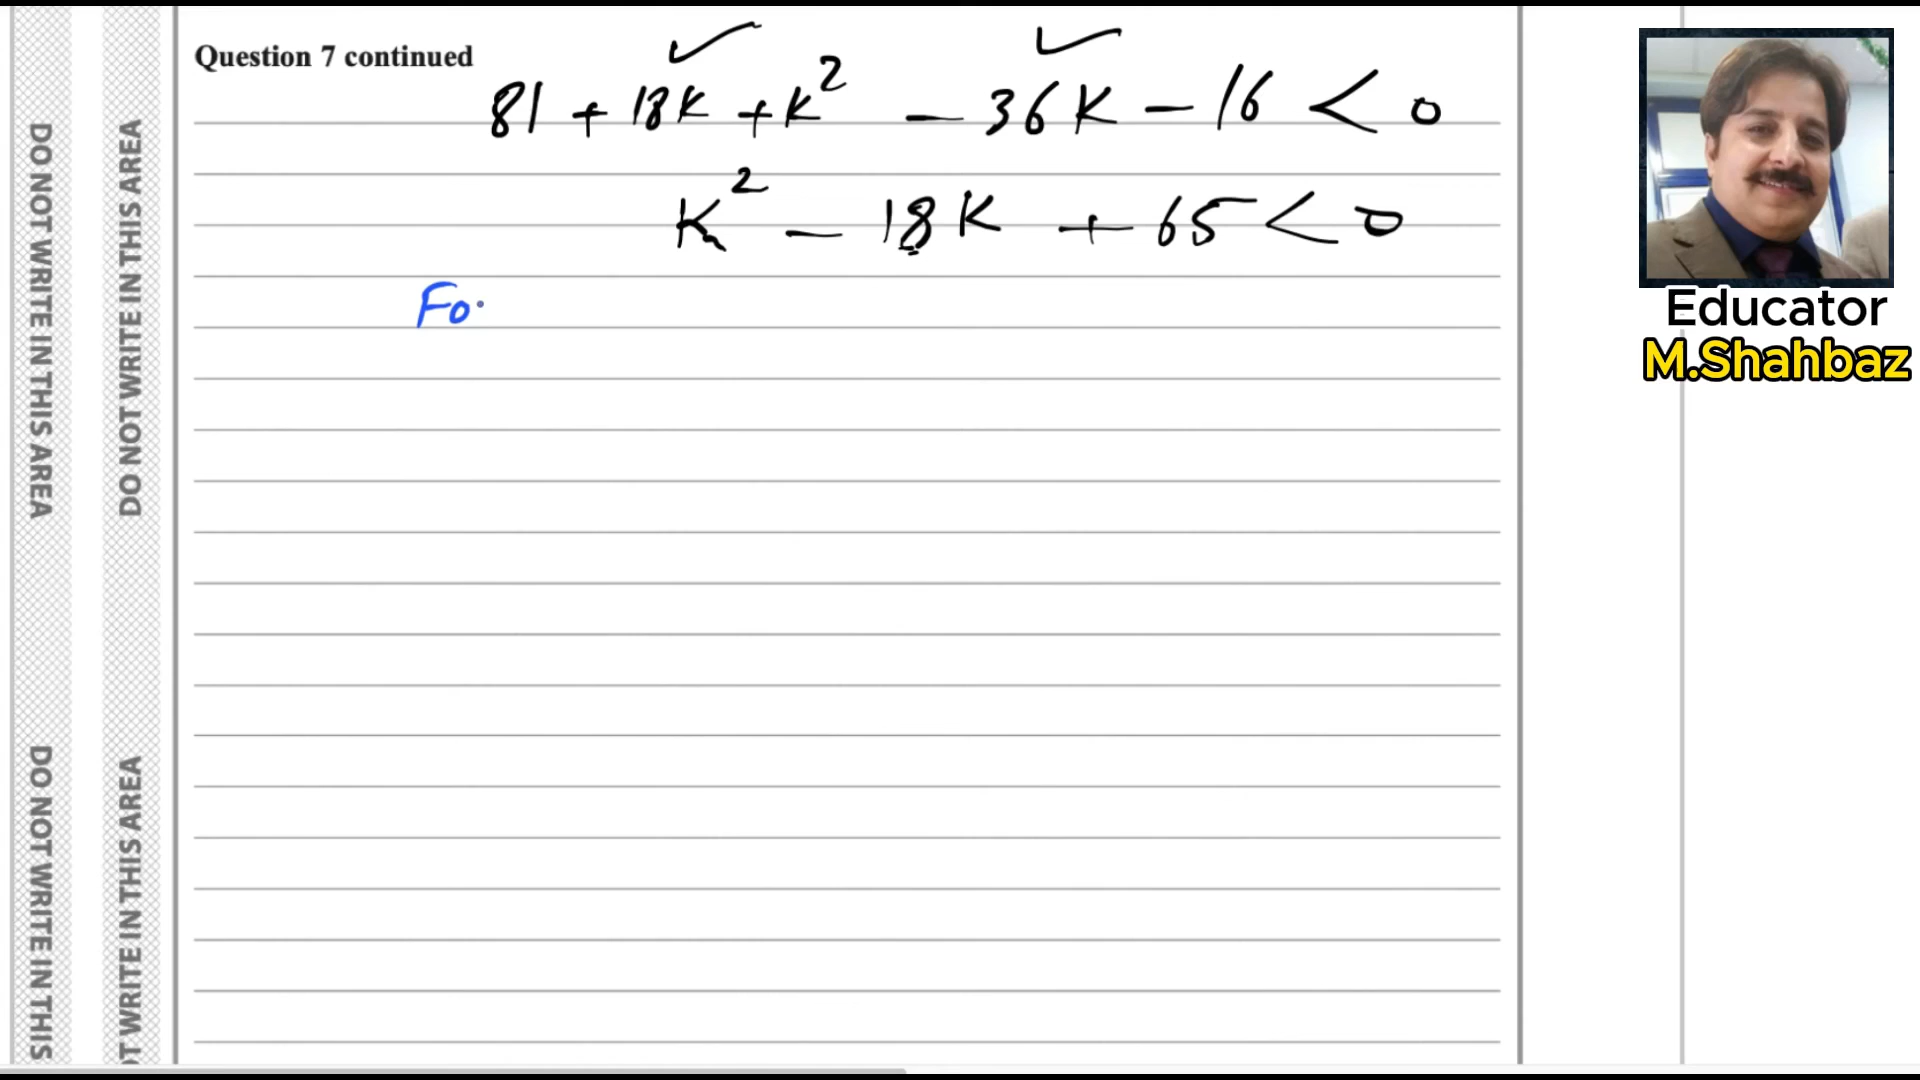 Question 7 continued
81 + 18K + K² - 36K - 16 < 0
K² - 18K + 65 < 0
Fo
Educator
M.Shahbaz
DO NOT WRITE IN THIS AREA
DO NOT WRITE IN THIS AREA
DO NOT WRITE IN THIS
OT WRITE IN THIS AREA